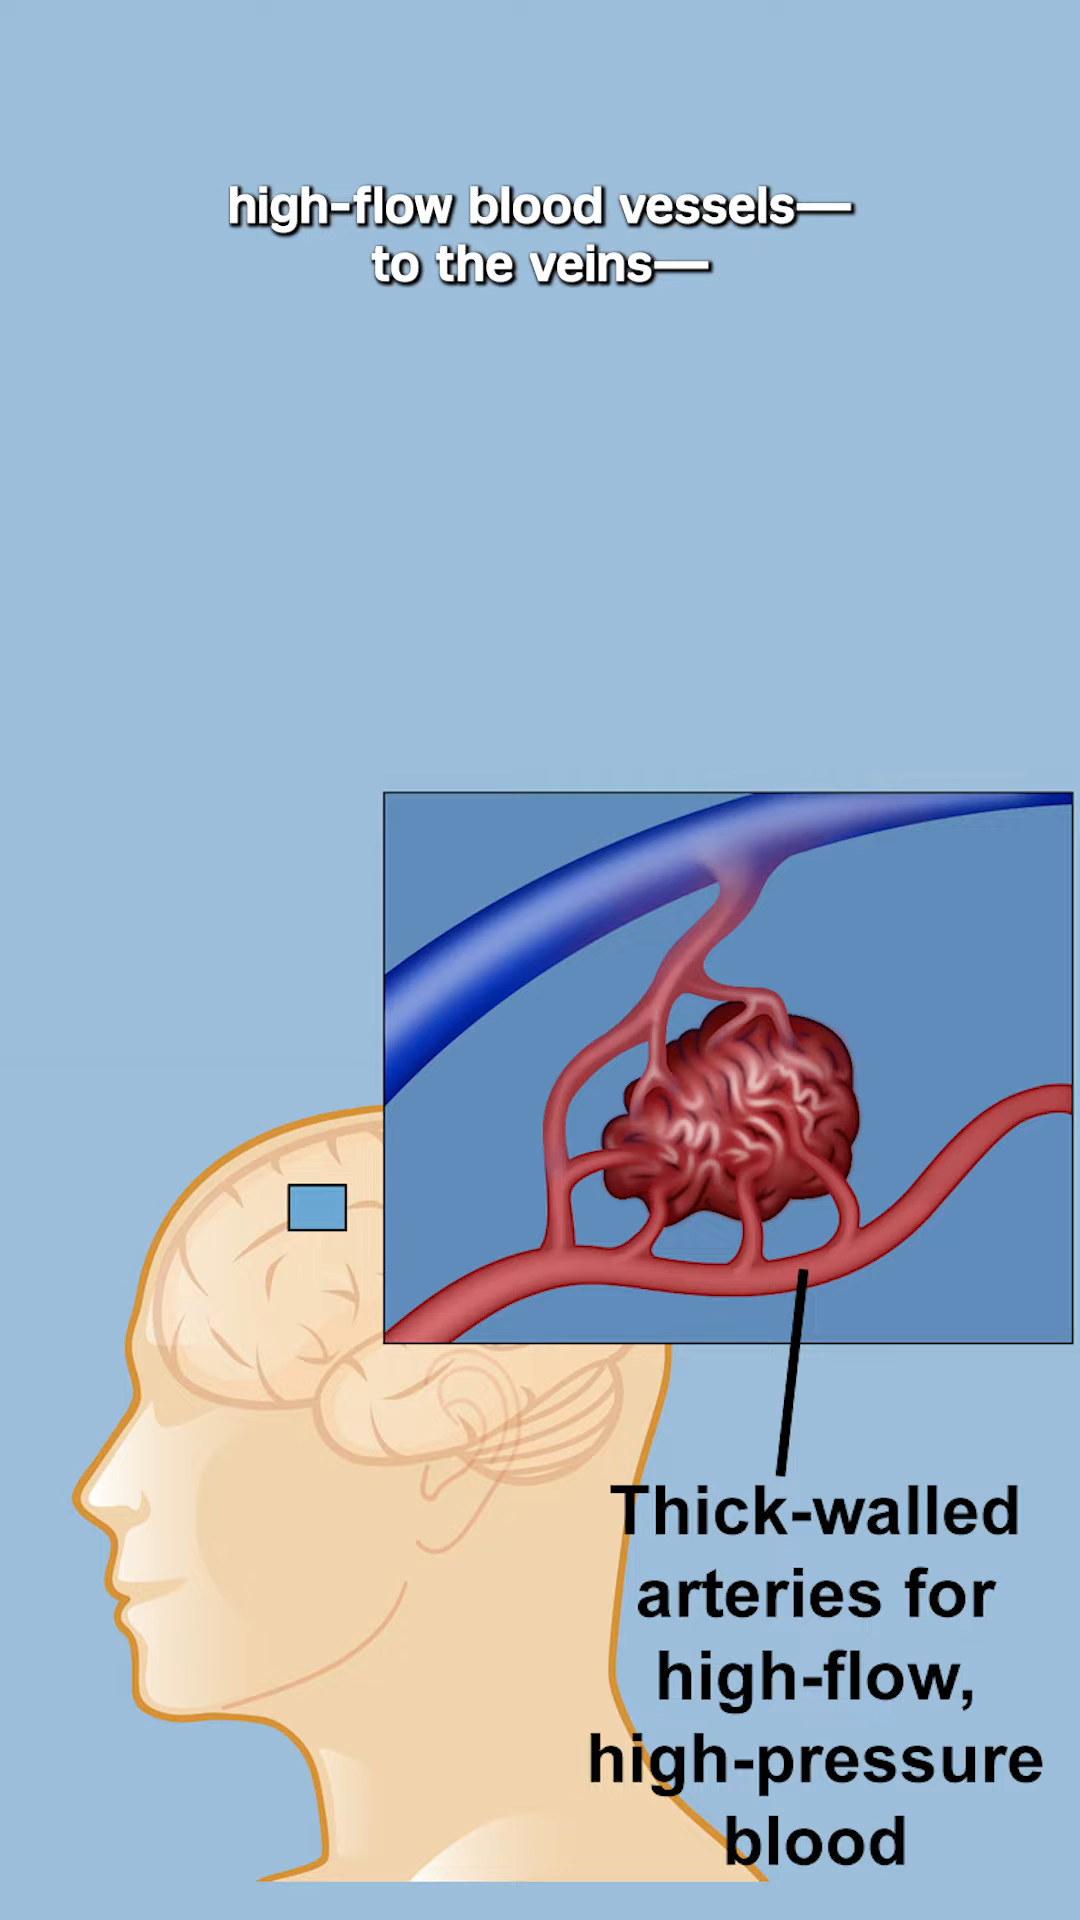 high-flow blood vessels—
to the veins—
Thick-walled
arteries for
high-flow,
high-pressure
blood